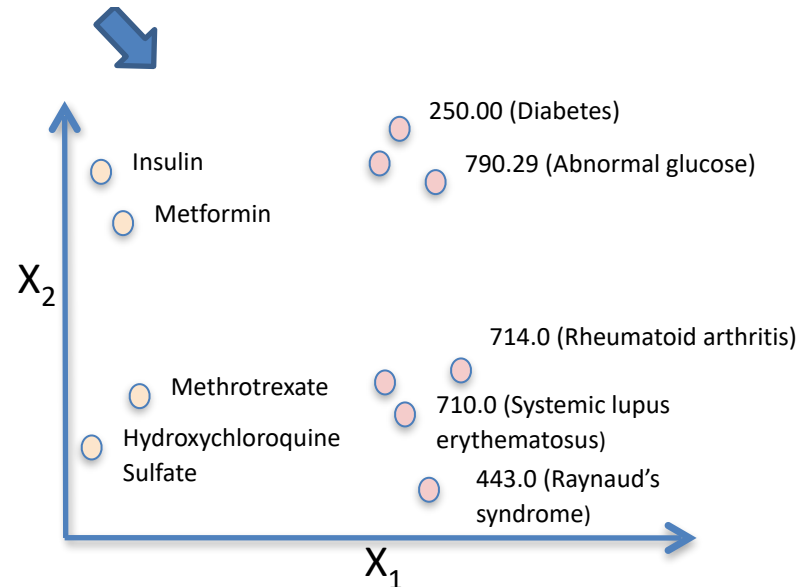 250.00 (Diabetes)
Insulin
790.29 (Abnormal glucose)
Metformin
X₂
714.0 (Rheumatoid arthritis)
Methrotrexate
710.0 (Systemic lupus
erythematosus)
Hydroxychloroquine
Sulfate
443.0 (Raynaud’s
syndrome)
X₁